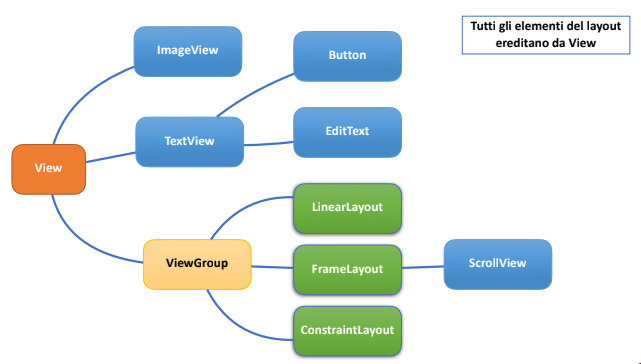 Tutti gli elementi del layout
ereditano da View
ImageView
Button
TextView
EditText
View
LinearLayout
ViewGroup
FrameLayout
ScrollView
ConstraintLayout